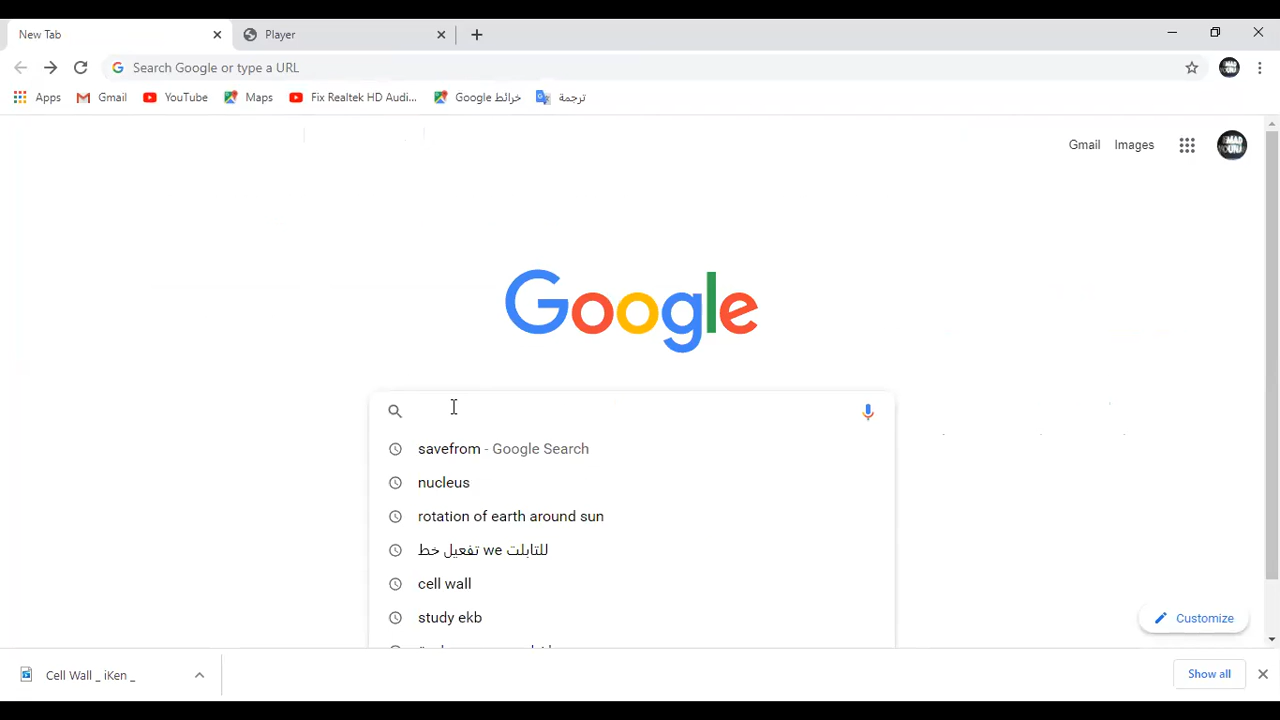 New Tab
Player
Search Google or type a URL
Apps
Gmail
YouTube
Maps
Fix Realtek HD Audi...
Google خرائط
ترجمة
Gmail
Images
Google
savefrom - Google Search
nucleus
rotation of earth around sun
تفعيل خط we للتابلت
cell wall
study ekb
Customize
Cell Wall _ iKen _
Show all